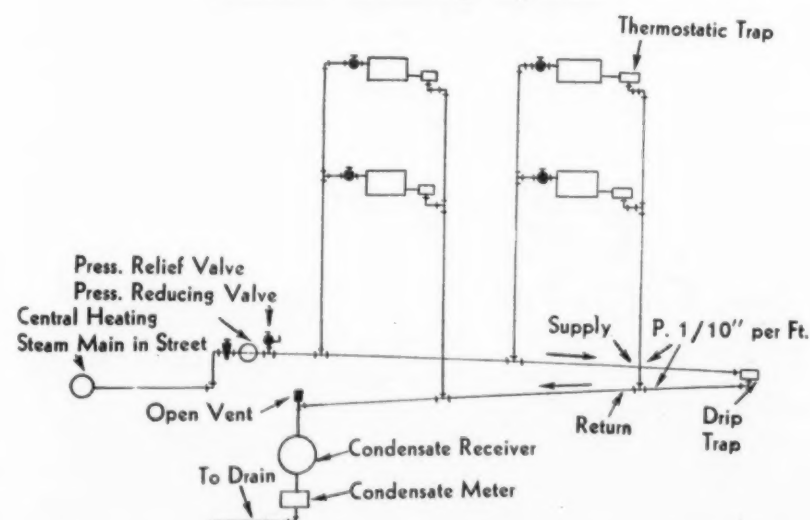 Thermostatic Trap
Press. Relief Valve
Press. Reducing Valve
Central Heating
Steam Main in Street
Supply
P. 1/10" per Ft.
Open Vent
Return
Drip
Trap
Condensate Receiver
To Drain
Condensate Meter